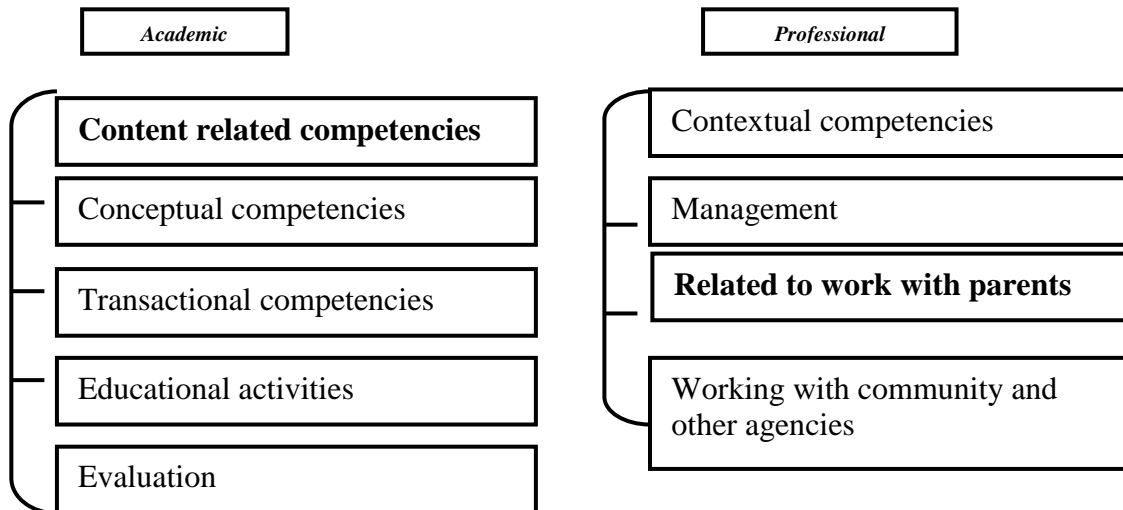 Academic
Content related competencies
Conceptual competencies
Transactional competencies
Educational activities
Evaluation
Professional
Contextual competencies
Management
Related to work with parents
Working with community and
other agencies